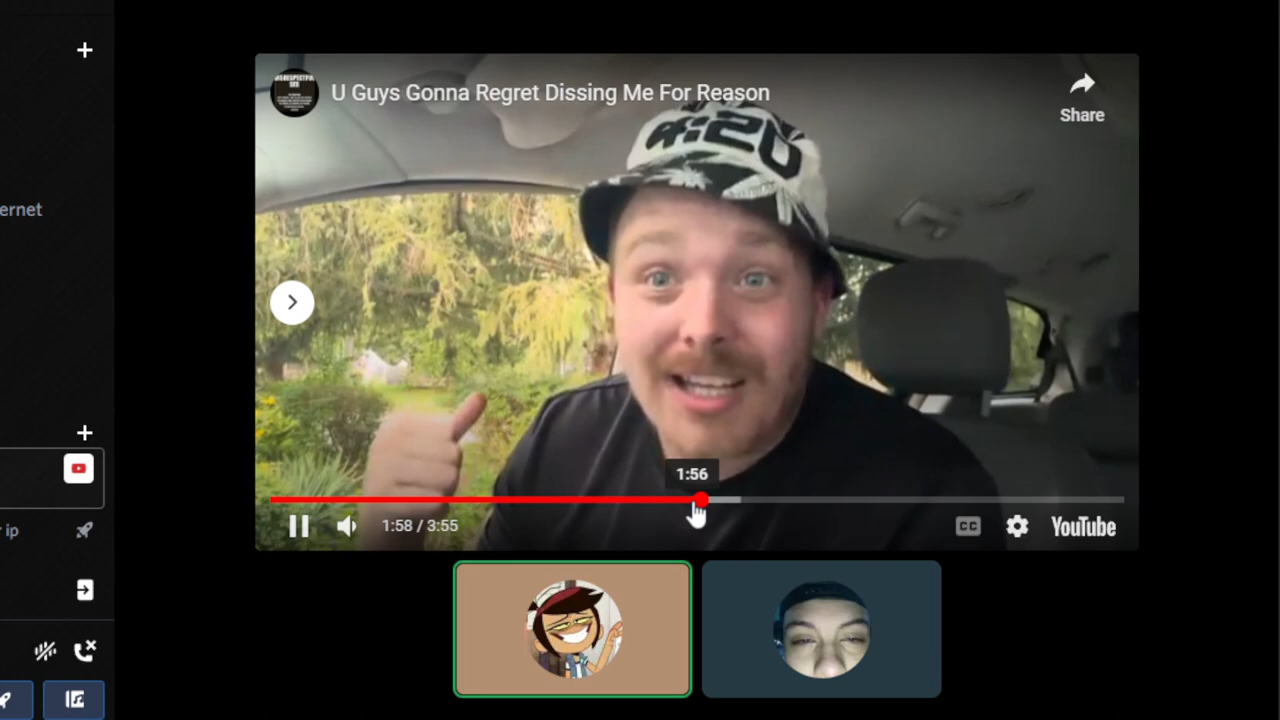 U Guys Gonna Regret Dissing Me For Reason
Share
4:20
ernet
1:56
1:58 / 3:55
CC
YouTube
r ip